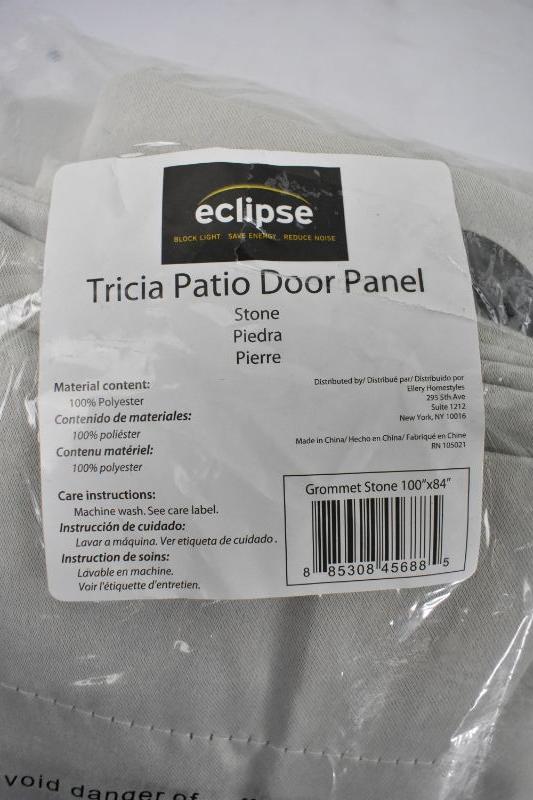 eclipse
BLOCK LIGHT SAVE ENERGY REDUCE NOISE
Tricia Patio Door Panel
Stone
Piedra
Pierre
Material content:
100% Polyester
Contenido de materiales:
100% poliéster
Contenu matériel:
100% polyester
Care instructions:
Machine wash. See care label.
Instrucción de cuidado:
Lavar a máquina. Ver etiqueta de cuidado.
Instruction de soins:
Lavable en machine.
Voir l'étiquette d'entretien.
Distributed by/ Distribué par/ Distribuido por
Ellery Homestyles
295 5th Ave
Suite 1212
New York, NY 10016
Made in China/ Hecho en China/ Fabriqué en Chine
RN 105021
Grommet Stone 100"x84"
8 85308 45688 5
void danger of